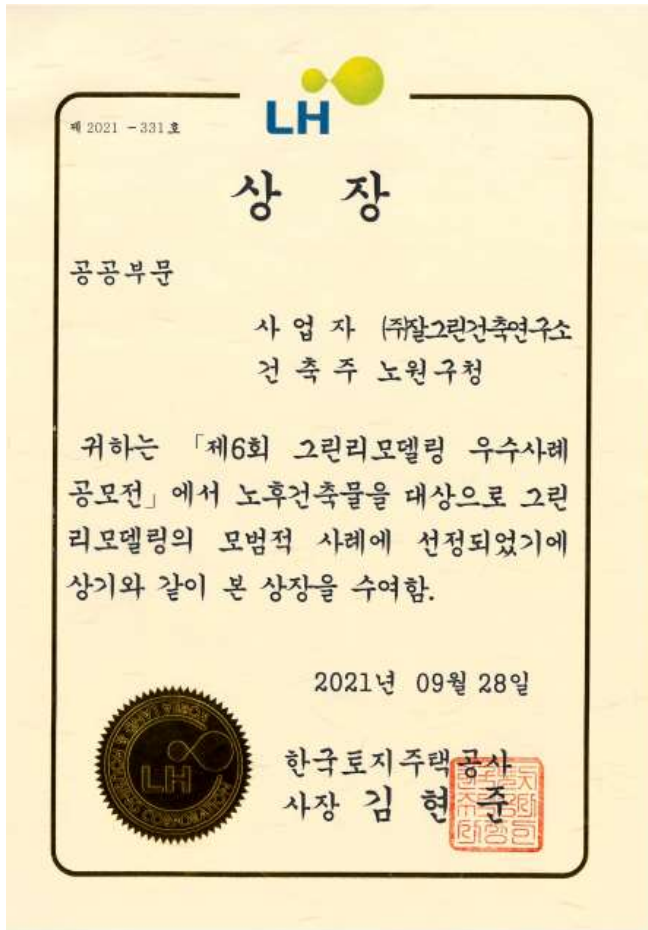 LH
제 2021 - 331 호
상 장
공공부문
사 업 자 (주)잘그린건축연구소
건 축 주 노원구청
귀하는 「제6회 그린리모델링 우수사례
공모전」에서 노후건축물을 대상으로 그린
리모델링의 모범적 사례에 선정되었기에
상기와 같이 본 상장을 수여함.
2021년 09월 28일
한국토지주택공사
사장 김 현 준
LH